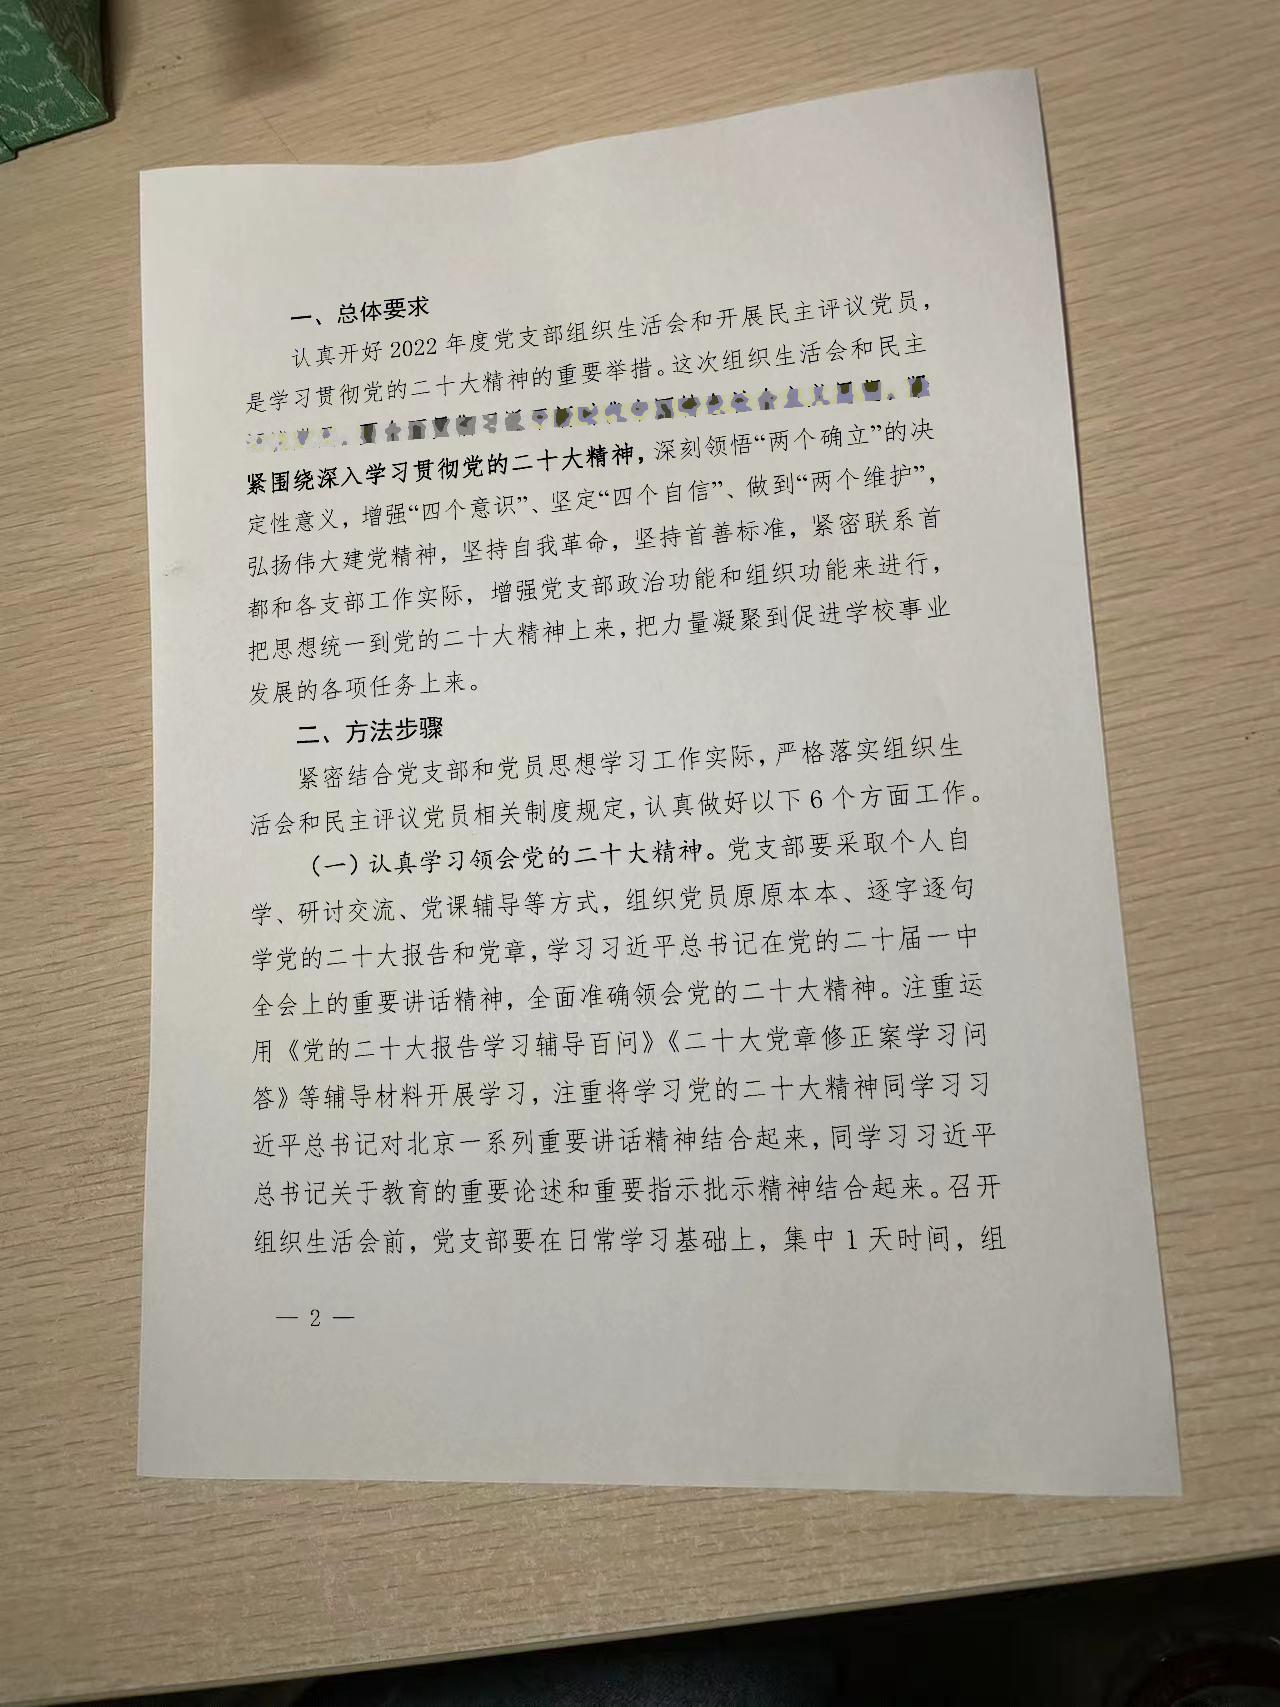 一、总体要求
认真开好 2022 年度党支部组织生活会和开展民主评议党员，
是学习贯彻党的二十大精神的重要举措。这次组织生活会和民主
紧围绕深入学习贯彻党的二十大精神，深刻领悟“两个确立”的决
定性意义，增强“四个意识”、坚定“四个自信”、做到“两个维护”，
弘扬伟大建党精神，坚持自我革命，坚持首善标准，紧密联系首
都和各支部工作实际，增强党支部政治功能和组织功能来进行，
把思想统一到党的二十大精神上来，把力量凝聚到促进学校事业
发展的各项任务上来。
二、方法步骤
紧密结合党支部和党员思想学习工作实际，严格落实组织生
活会和民主评议党员相关制度规定，认真做好以下 6 个方面工作。
（一）认真学习领会党的二十大精神。党支部要采取个人自
学、研讨交流、党课辅导等方式，组织党员原原本本、逐字逐句
学党的二十大报告和党章，学习习近平总书记在党的二十届一中
全会上的重要讲话精神，全面准确领会党的二十大精神。注重运
用《党的二十大报告学习辅导百问》《二十大党章修正案学习问
答》等辅导材料开展学习，注重将学习党的二十大精神同学习习
近平总书记对北京一系列重要讲话精神结合起来，同学习习近平
总书记关于教育的重要论述和重要指示批示精神结合起来。召开
组织生活会前，党支部要在日常学习基础上，集中 1 天时间，组
— 2 —